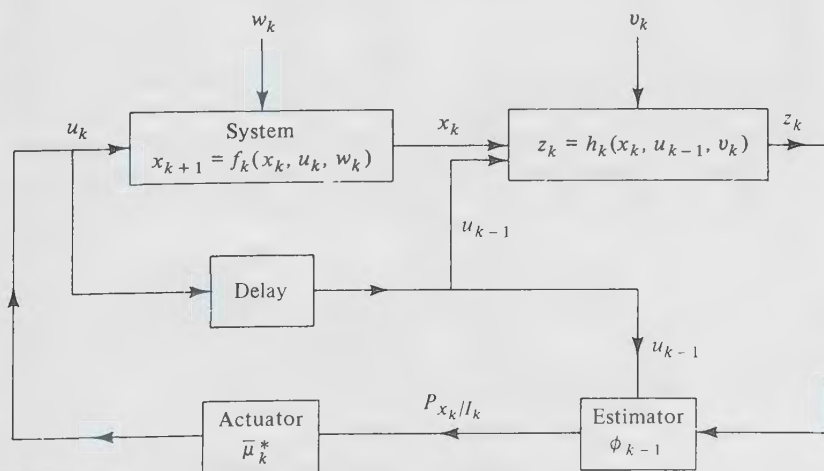 w_k
v_k
u_k
System
x_{k+1} = f_k(x_k, u_k, w_k)
x_k
z_k = h_k(x_k, u_{k-1}, v_k)
z_k
u_{k-1}
Delay
u_{k-1}
P_{x_k/I_k}
Actuator
μ̄_k^*
Estimator
ϕ_{k-1}